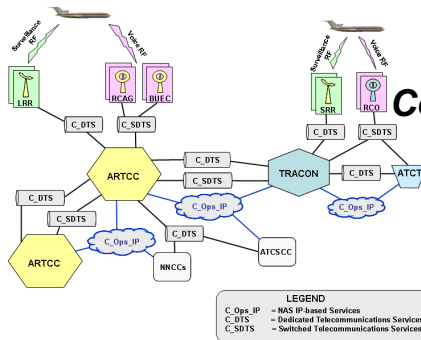 Surveillance RF
Voice RF
Surveillance RF
Voice RF
LRR
RCAG
BUEC
SRR
RCO
Co
C_DTS
C_SDTS
C_DTS
C_SDTS
ARTCC
C_DTS
C_SDTS
TRACON
C_DTS
ATCT
C_DTS
C_SDTS
C_Ops_IP
C_Ops_IP
C_Ops_IP
C_DTS
ARTCC
NNCCs
ATCSCC
LEGEND
C_Ops_IP = NAS IP-based Services
C_DTS = Dedicated Telecommunications Services
C_SDTS = Switched Telecommunications Services